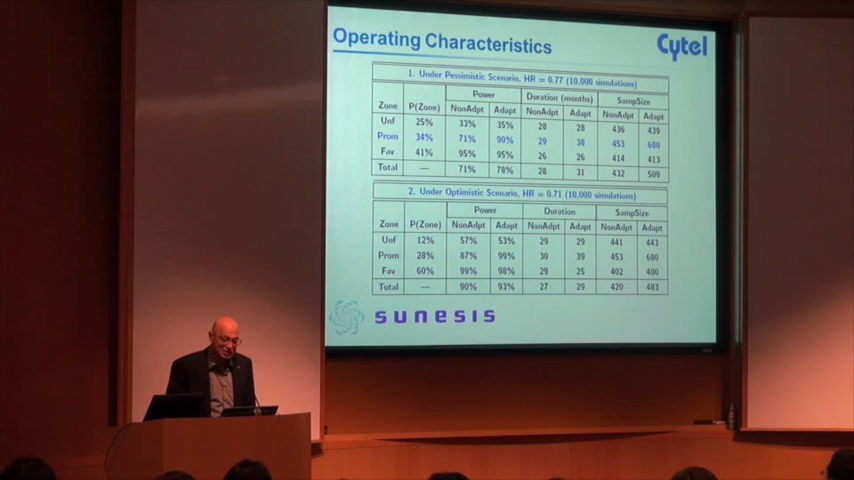 Operating Characteristics
Cytel
1. Under Pessimistic Scenario, HR = 0.77 (10,000 simulations)
Power Duration (months) SampSize
Zone P(Zone) NonAdpt Adapt NonAdpt Adapt NonAdpt Adapt
Unf 25% 33% 35% 28 28 436 439
Prom 34% 71% 90% 29 38 453 680
Fav 41% 95% 95% 26 26 414 413
Total — 71% 78% 28 31 432 509
2. Under Optimistic Scenario, HR = 0.71 (10,000 simulations)
Power Duration SampSize
Zone P(Zone) NonAdpt Adapt NonAdpt Adapt NonAdpt Adapt
Unf 12% 57% 53% 29 29 441 443
Prom 28% 87% 99% 30 39 453 680
Fav 60% 99% 98% 29 25 402 400
Total — 90% 93% 27 29 420 483
sunesis